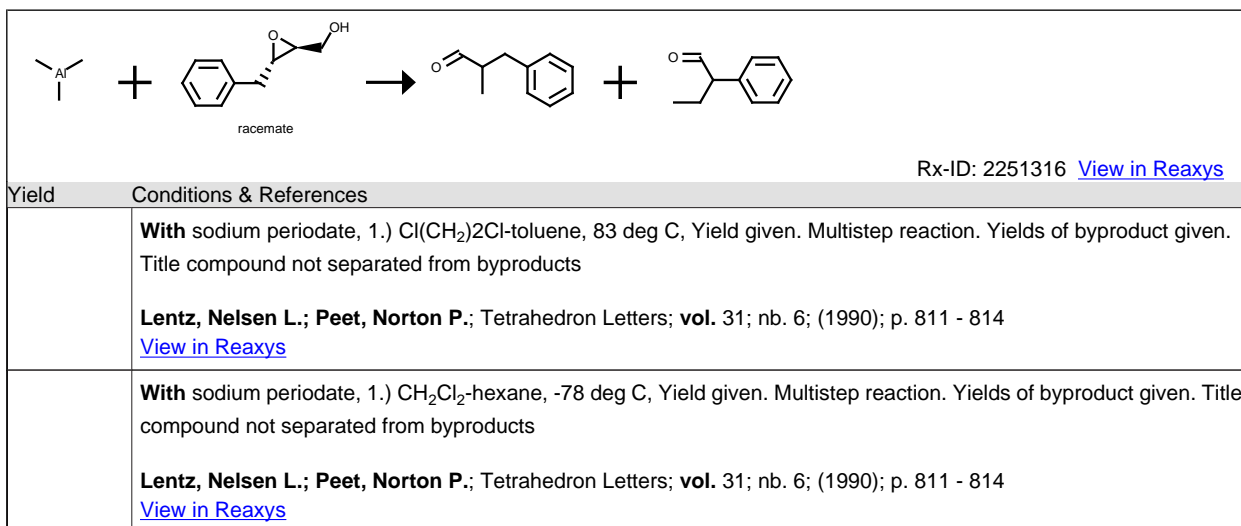 OH
O
Al
O
O
racemate
Rx-ID: 2251316 View in Reaxys
Yield Conditions & References
With sodium periodate, 1.) Cl(CH2)2Cl-toluene, 83 deg C, Yield given. Multistep reaction. Yields of byproduct given.
Title compound not separated from byproducts
Lentz, Nelsen L.; Peet, Norton P.; Tetrahedron Letters; vol. 31; nb. 6; (1990); p. 811 - 814
View in Reaxys
With sodium periodate, 1.) CH2Cl2-hexane, -78 deg C, Yield given. Multistep reaction. Yields of byproduct given. Title
compound not separated from byproducts
Lentz, Nelsen L.; Peet, Norton P.; Tetrahedron Letters; vol. 31; nb. 6; (1990); p. 811 - 814
View in Reaxys